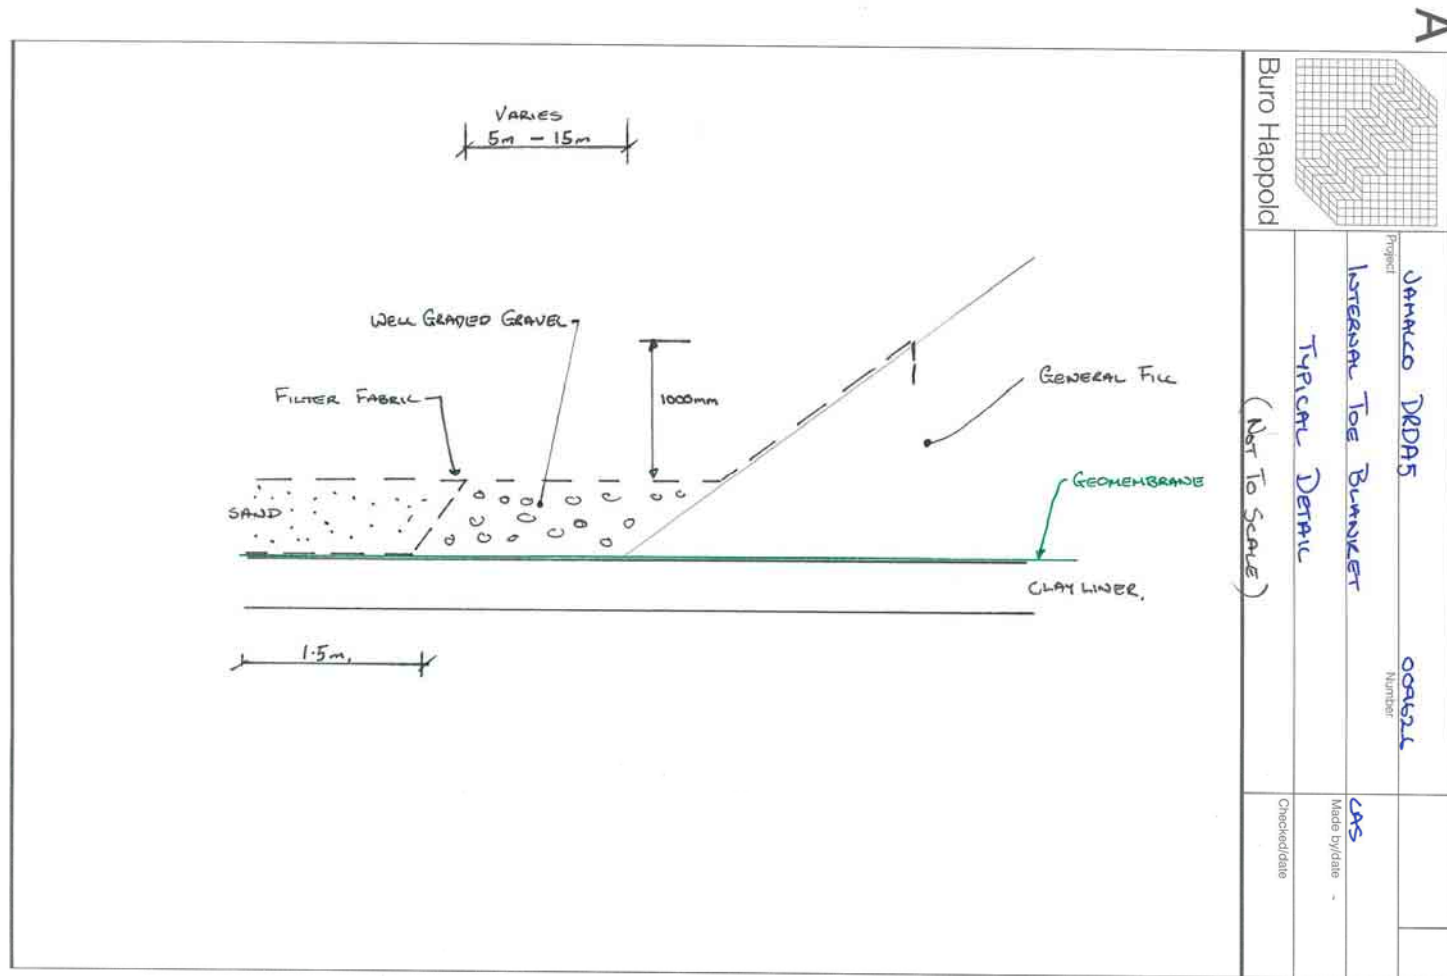 A
Buro Happold
Project
JAMALCO DRDA5
Number
009626
INTERNAL TOE BLANKET
CAS
Made by/date
TYPICAL DETAIL
Checked/date
(NOT TO SCALE)
VARIES
5m - 15m
WELL GRADED GRAVEL
FILTER FABRIC
1000mm
GENERAL FILL
SAND
GEOMEMBRANE
CLAY LINER.
1.5m,